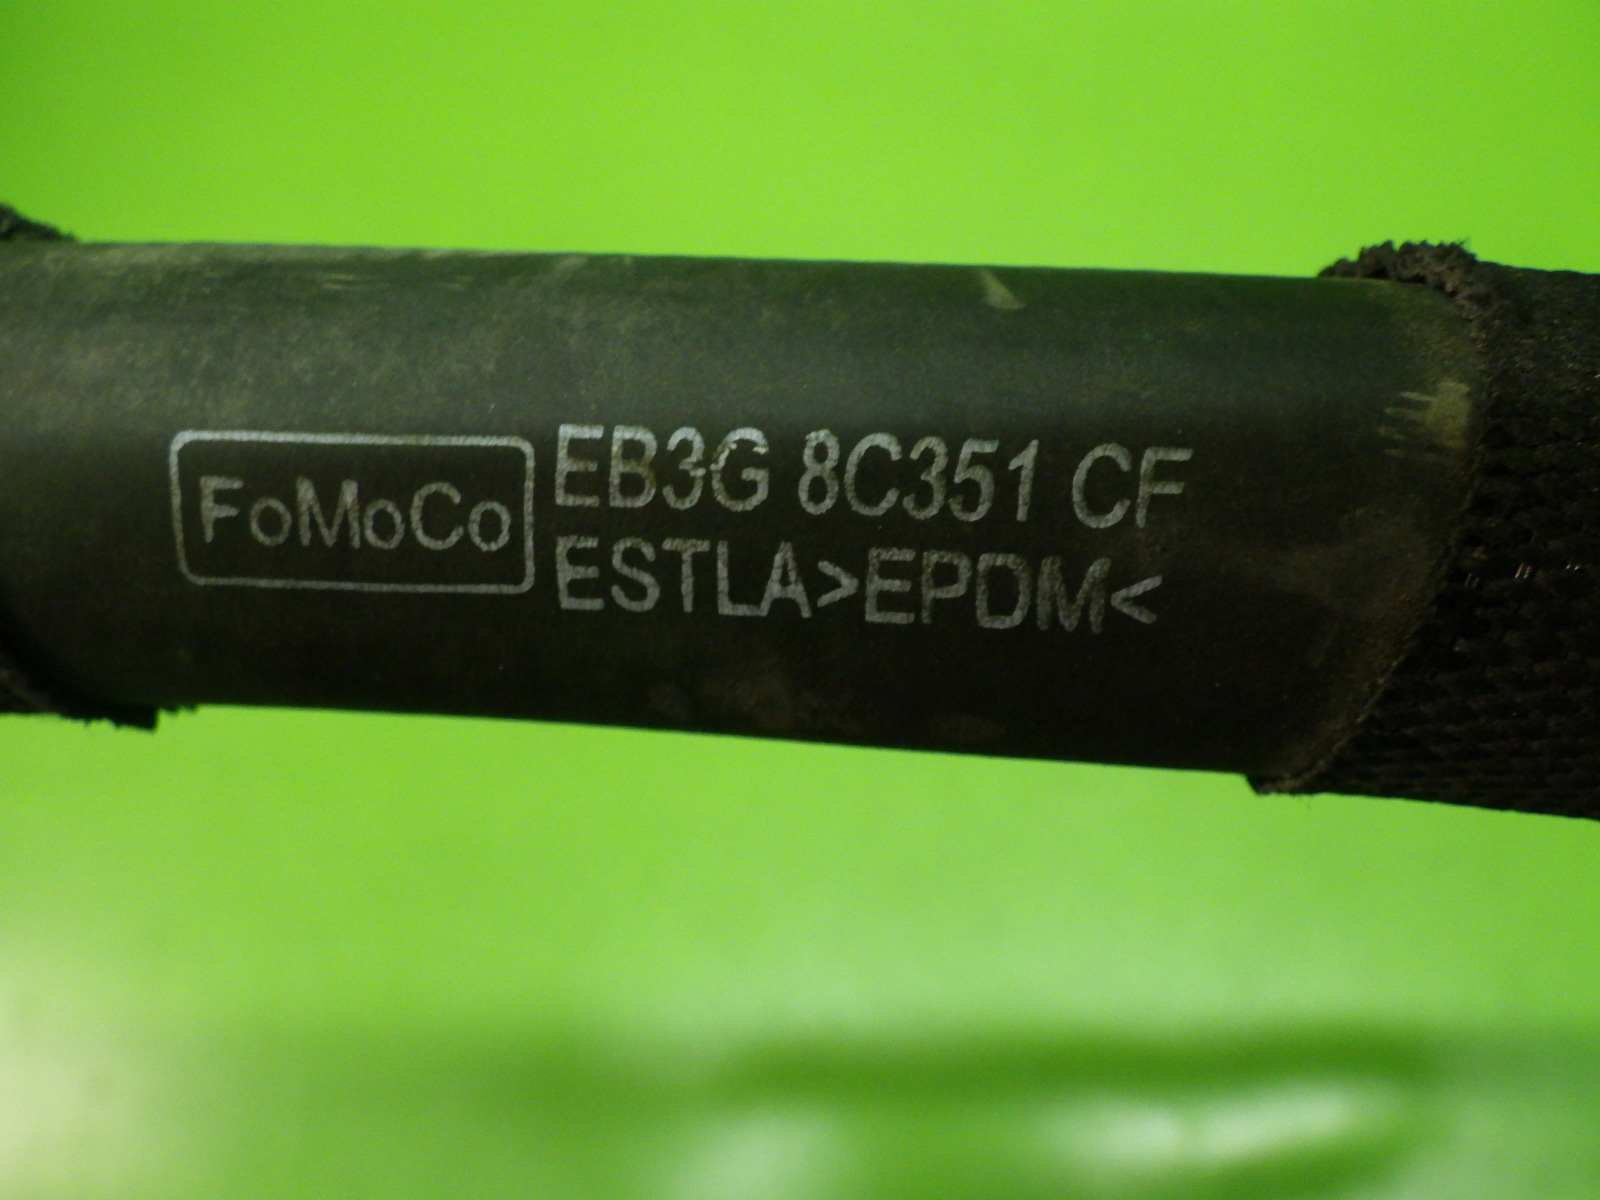 FoMoCo
EB3G 8C351 CF
ESTLA>EPDM<